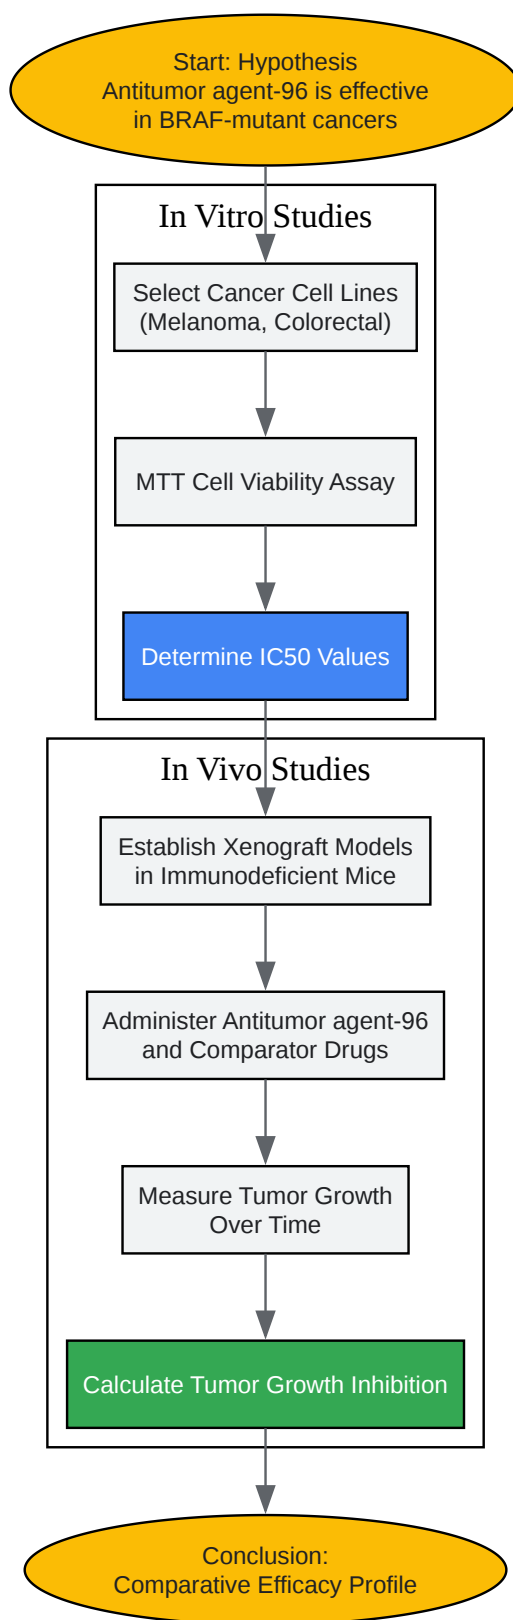 Start: Hypothesis
Antitumor agent-96 is effective
in BRAF-mutant cancers
In Vitro Studies
Select Cancer Cell Lines
(Melanoma, Colorectal)
MTT Cell Viability Assay
Determine IC50 Values
In Vivo Studies
Establish Xenograft Models
in Immunodeficient Mice
Administer Antitumor agent-96
and Comparator Drugs
Measure Tumor Growth
Over Time
Calculate Tumor Growth Inhibition
Conclusion:
Comparative Efficacy Profile